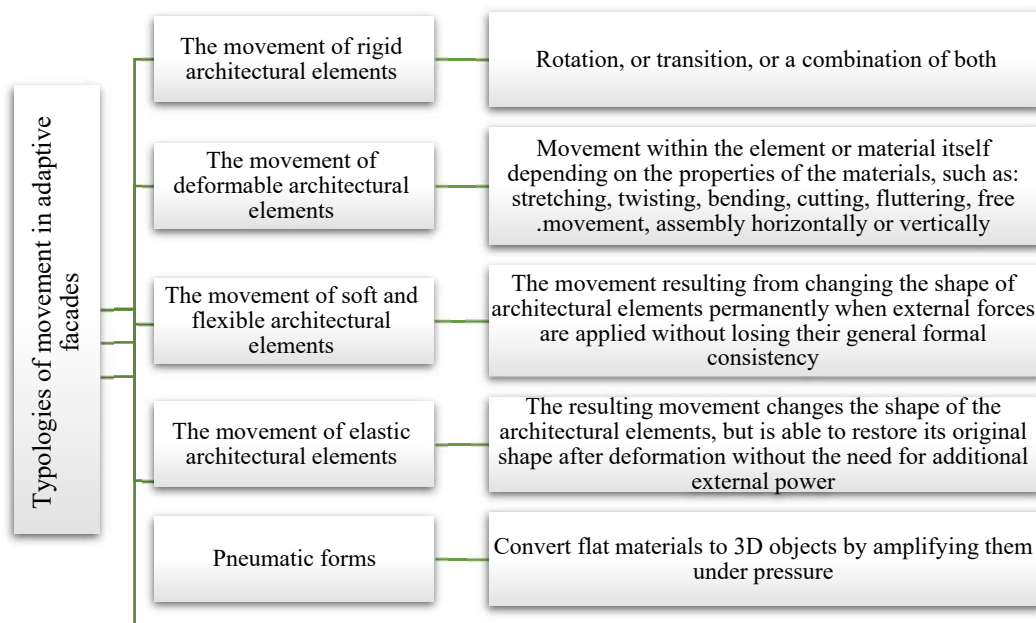 Typologies of movement in adaptive
facades
The movement of rigid
architectural elements
Rotation, or transition, or a combination of both
The movement of
deformable architectural
elements
Movement within the element or material itself
depending on the properties of the materials, such as:
stretching, twisting, bending, cutting, fluttering, free
.movement, assembly horizontally or vertically
The movement of soft and
flexible architectural
elements
The movement resulting from changing the shape of
architectural elements permanently when external forces
are applied without losing their general formal
consistency
The movement of elastic
architectural elements
The resulting movement changes the shape of the
architectural elements, but is able to restore its original
shape after deformation without the need for additional
external power
Pneumatic forms
Convert flat materials to 3D objects by amplifying them
under pressure